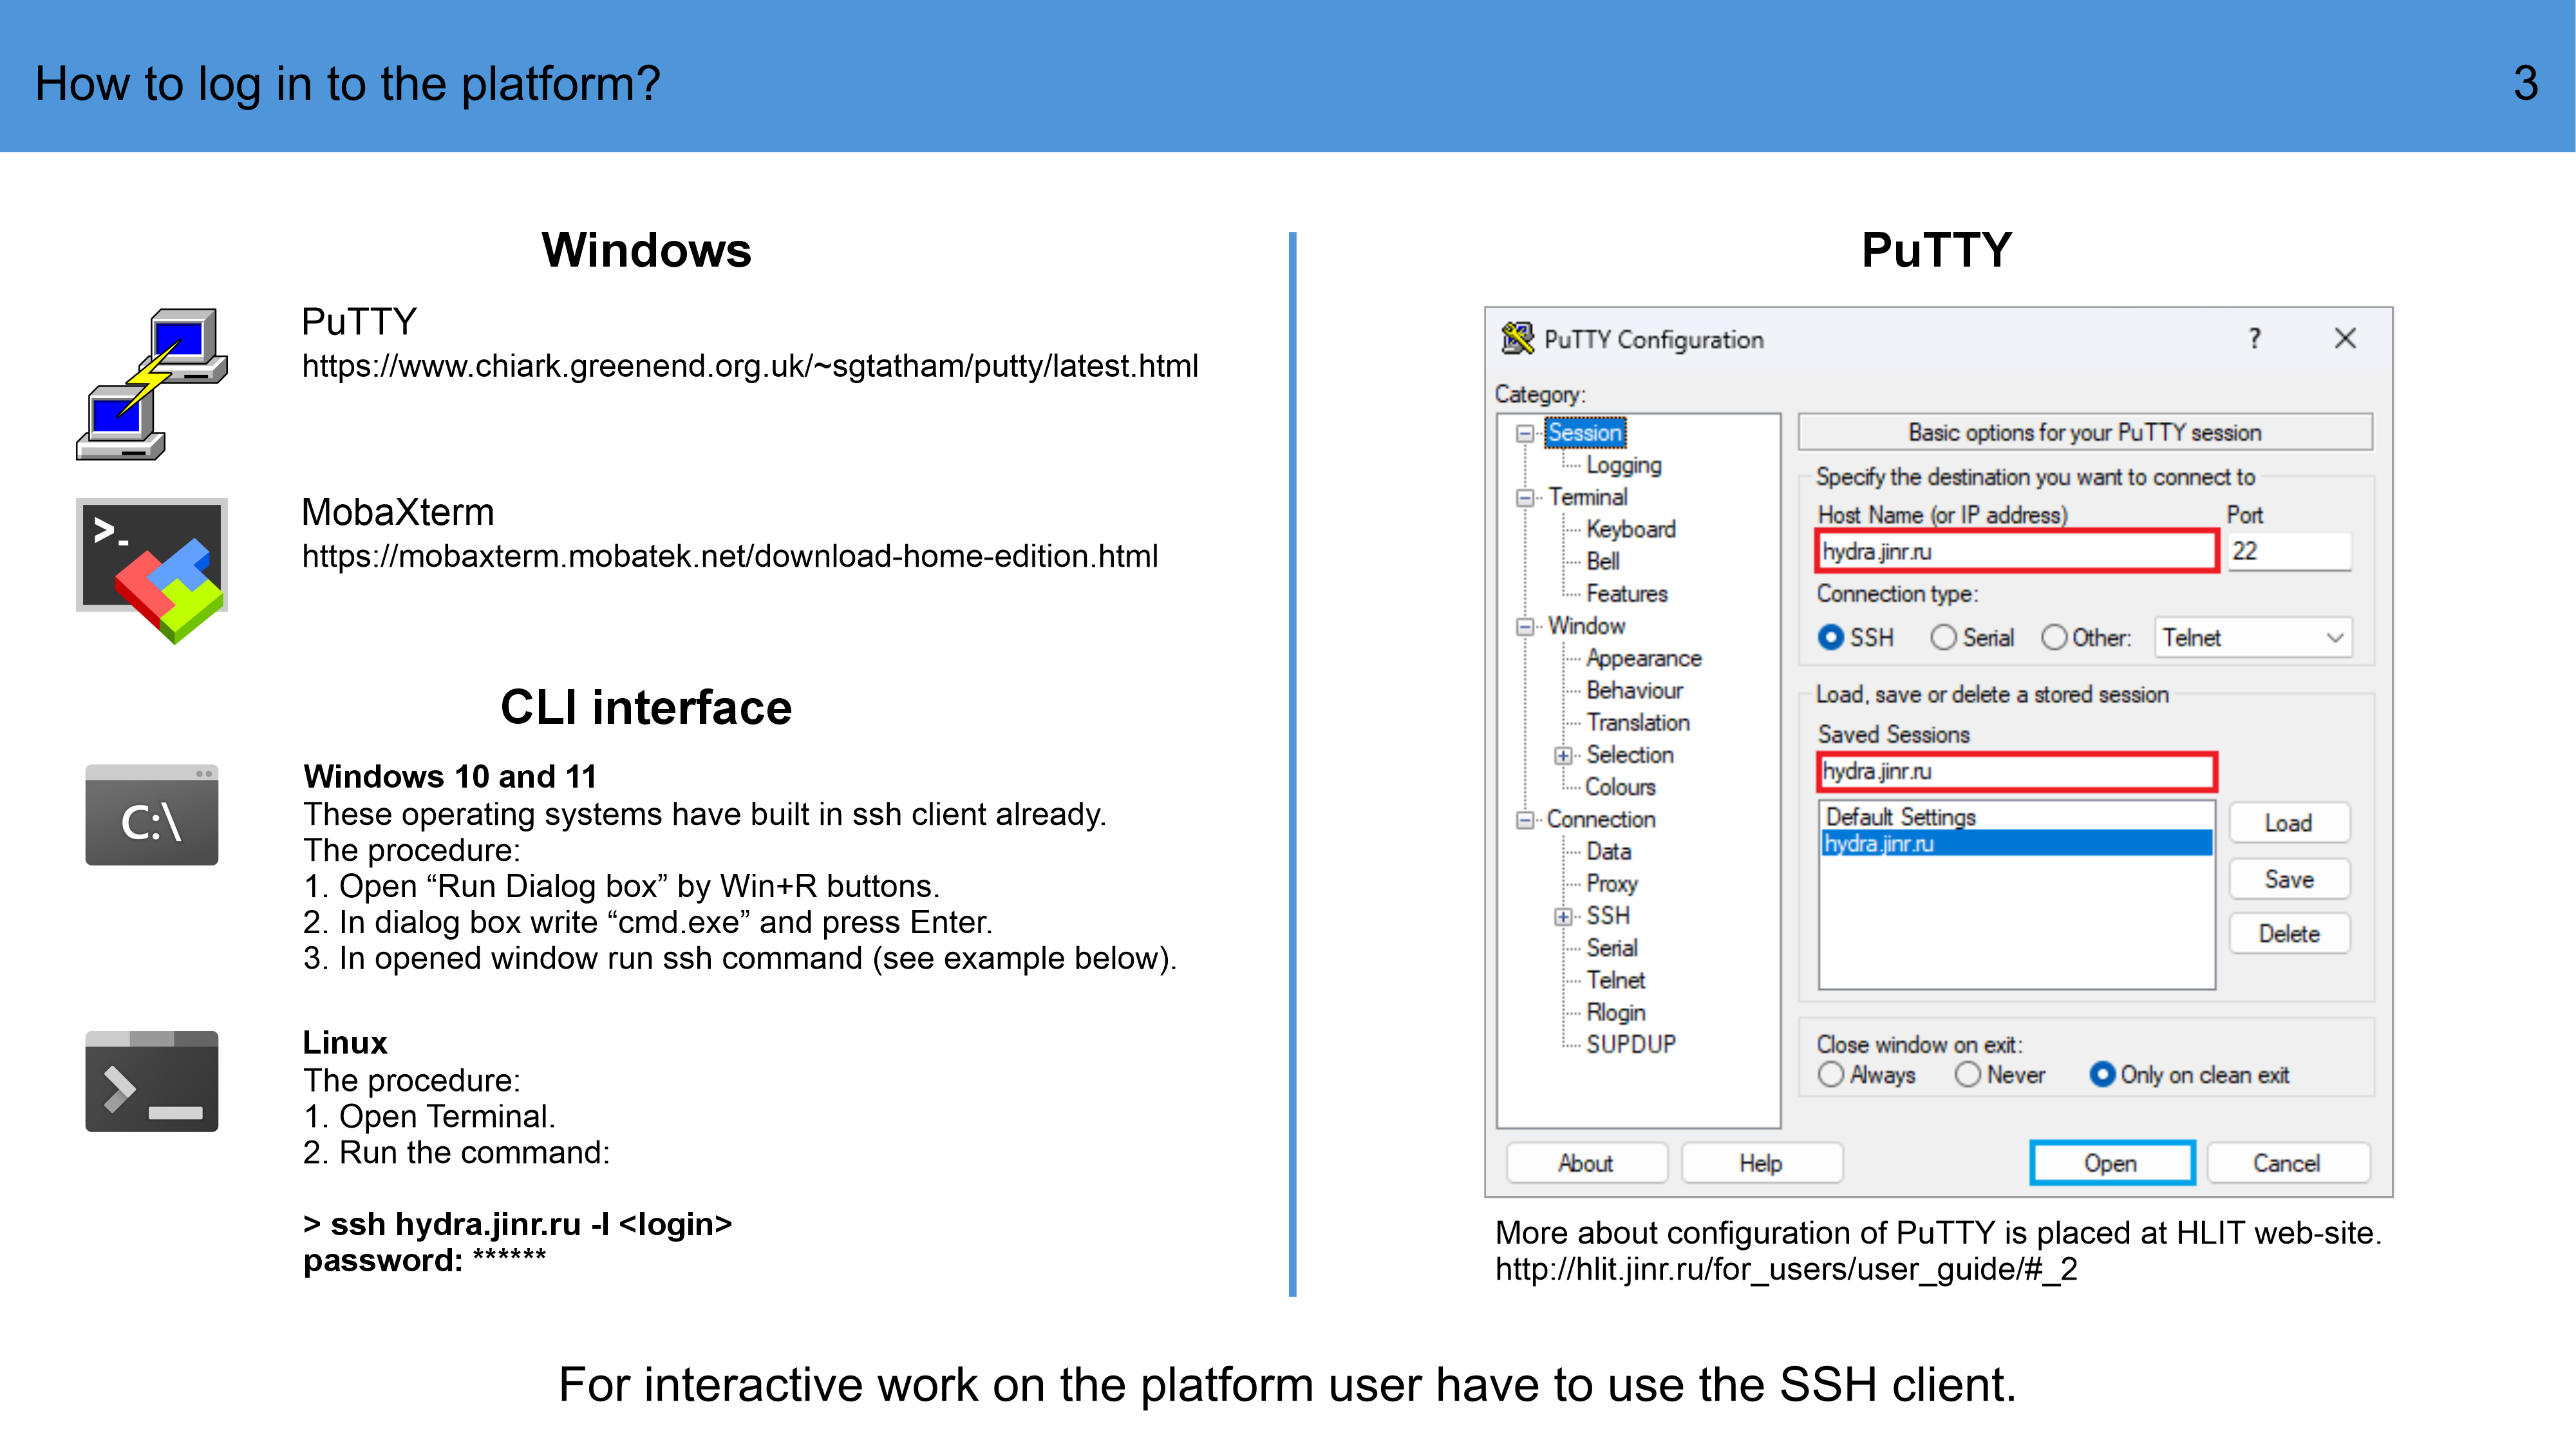 How to log in to the platform?
3
Windows
PuTTY
https://www.chiark.greenend.org.uk/~sgtatham/putty/latest.html
MobaXterm
https://mobaxterm.mobatek.net/download-home-edition.html
CLI interface
C:\
Windows 10 and 11
These operating systems have built in ssh client already.
The procedure:
1. Open “Run Dialog box” by Win+R buttons.
2. In dialog box write “cmd.exe” and press Enter.
3. In opened window run ssh command (see example below).
Linux
The procedure:
1. Open Terminal.
2. Run the command:
> ssh hydra.jinr.ru -l <login>
password: ******
PuTTY
PuTTY Configuration
?
Category:
Session
Logging
Terminal
Keyboard
Bell
Features
Window
Appearance
Behaviour
Translation
Selection
Colours
Connection
Data
Proxy
SSH
Serial
Telnet
Rlogin
SUPDUP
Basic options for your PuTTY session
Specify the destination you want to connect to
Host Name (or IP address) Port
hydra.jinr.ru 22
Connection type:
SSH Serial Other: Telnet
Load, save or delete a stored session
Saved Sessions
hydra.jinr.ru
Default Settings
hydra.jinr.ru
Load
Save
Delete
Close window on exit:
Always Never Only on clean exit
About Help Open Cancel
More about configuration of PuTTY is placed at HLIT web-site.
http://hlit.jinr.ru/for_users/user_guide/#_2
For interactive work on the platform user have to use the SSH client.